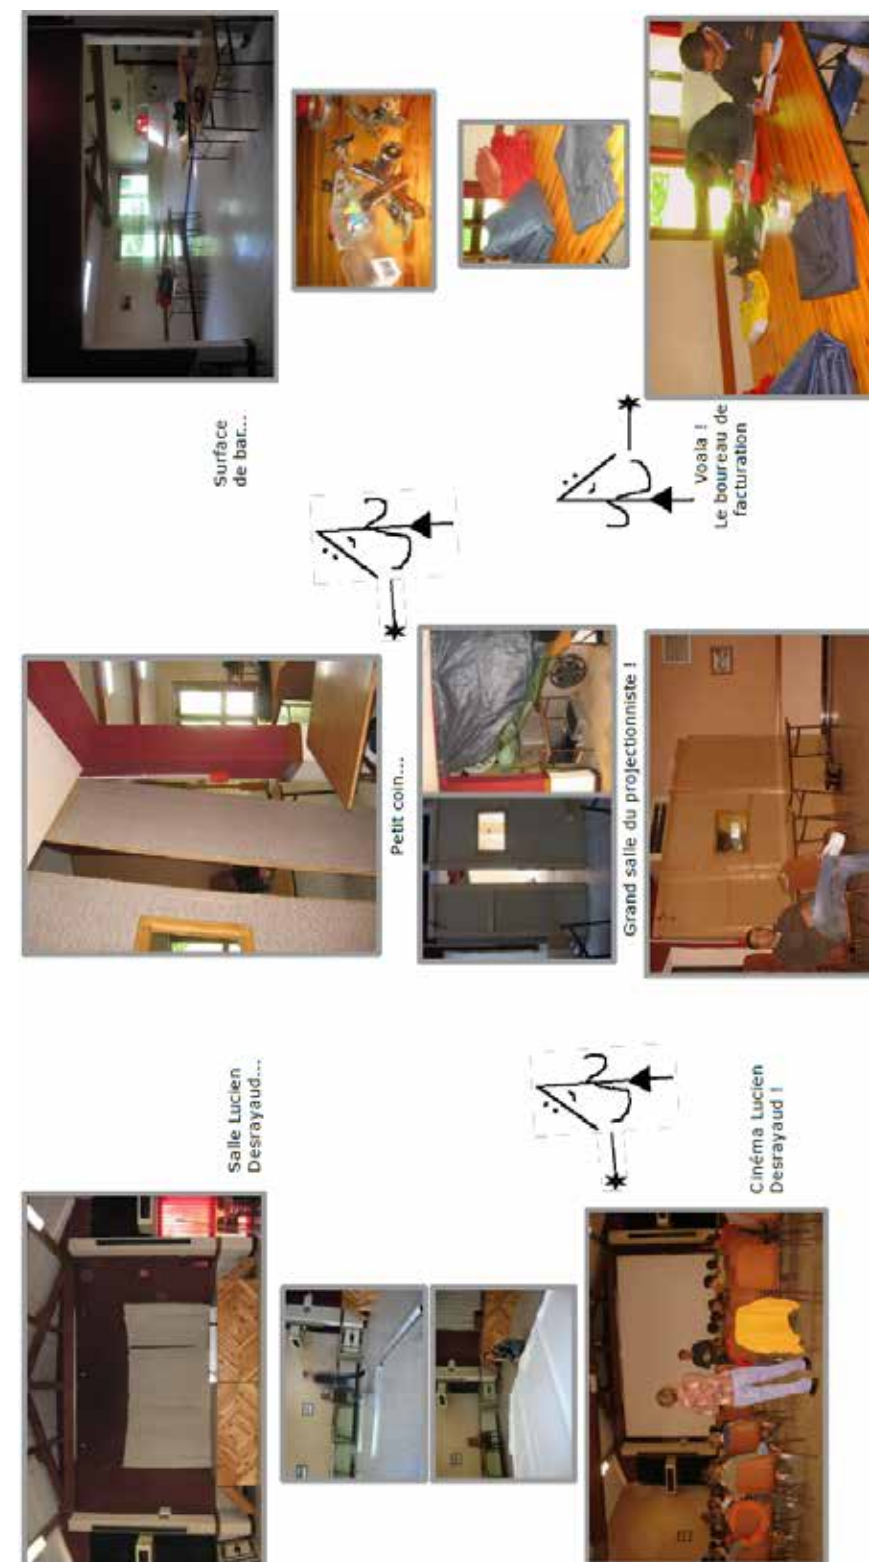 Salle Lucien
Desrayaud...
Cinéma Lucien
Desrayaud !
Petit coin...
Grand salle du projectionniste !
Surface
de bar...
Voala !
Le boureau de
facturation